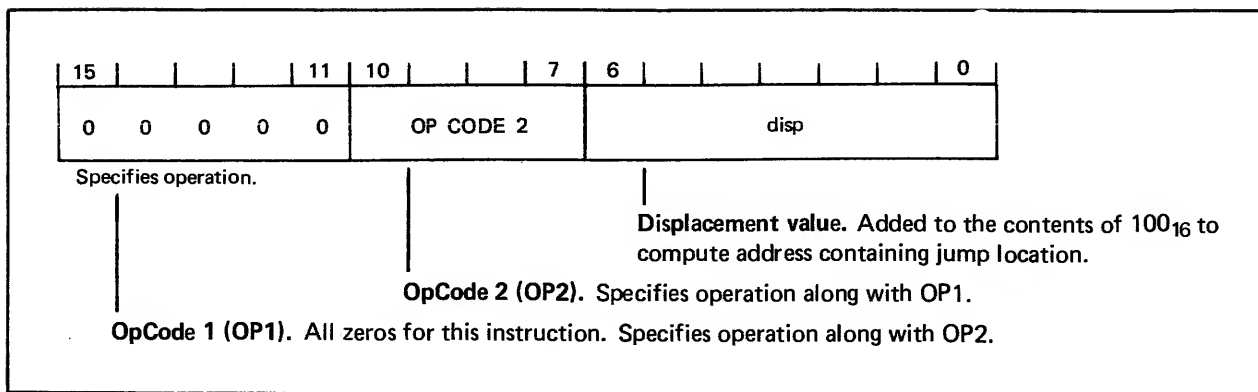 15 11 10 7 6 0
0 0 0 0 0 OP CODE 2 disp
Specifies operation.
Displacement value. Added to the contents of 100₁₆ to
compute address containing jump location.
OpCode 2 (OP2). Specifies operation along with OP1.
OpCode 1 (OP1). All zeros for this instruction. Specifies operation along with OP2.